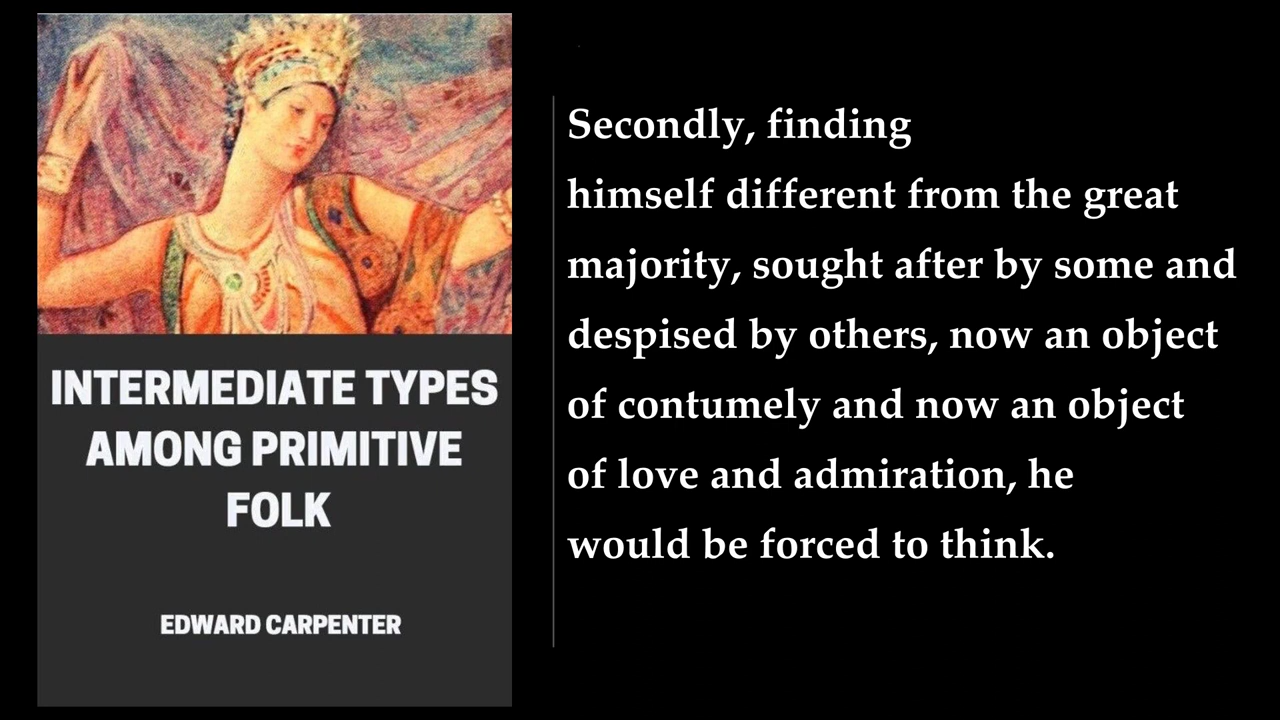 INTERMEDIATE TYPES
AMONG PRIMITIVE
FOLK
EDWARD CARPENTER
Secondly, finding
himself different from the great
majority, sought after by some and
despised by others, now an object
of contumely and now an object
of love and admiration, he
would be forced to think.